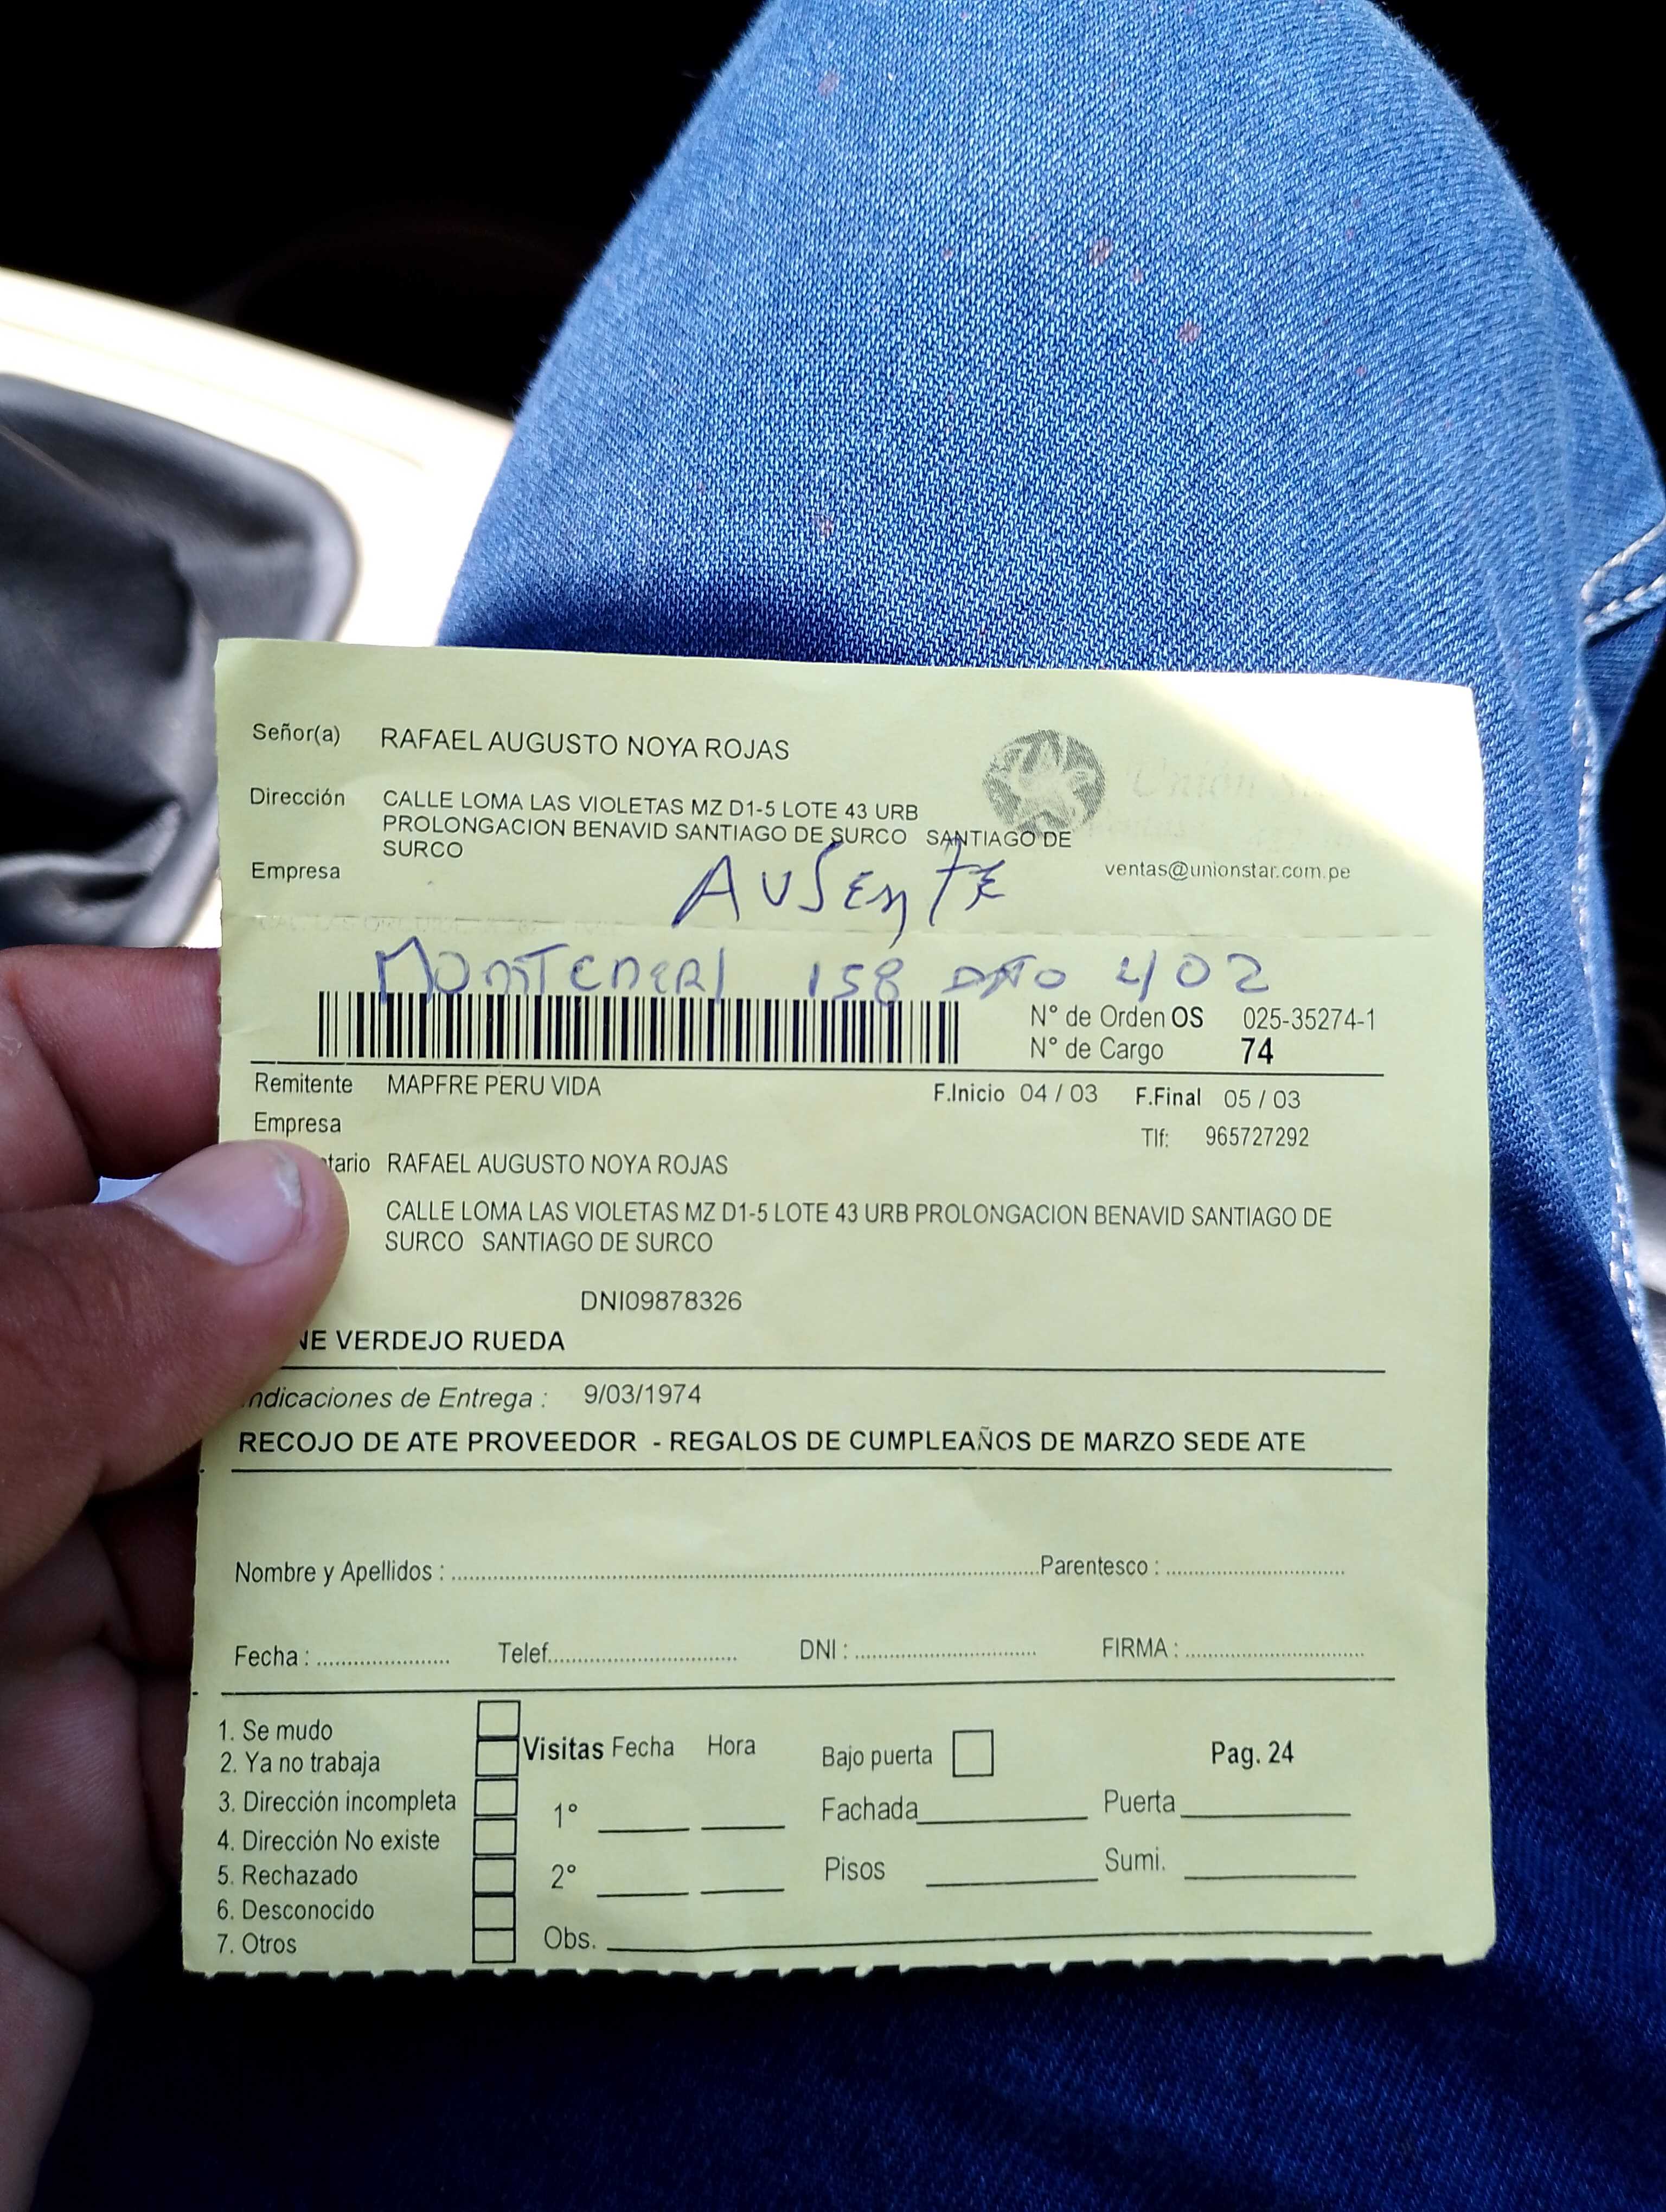 Señor(a) RAFAEL AUGUSTO NOYA ROJAS
Dirección CALLE LOMA LAS VIOLETAS MZ D1-5 LOTE 43 URB
PROLONGACION BENAVID SANTIAGO DE SURCO SANTIAGO DE
SURCO
Empresa
ventas@unionstar.com.pe
AUSENTE
158 DPTO 402
N° de Orden OS 025-35274-1
N° de Cargo 74
Remitente MAPFRE PERU VIDA
F.Inicio 04 / 03 F.Final 05 / 03
Empresa
Tlf: 965727292
tario RAFAEL AUGUSTO NOYA ROJAS
CALLE LOMA LAS VIOLETAS MZ D1-5 LOTE 43 URB PROLONGACION BENAVID SANTIAGO DE
SURCO SANTIAGO DE SURCO
DNI09878326
NE VERDEJO RUEDA
ndicaciones de Entrega : 9/03/1974
RECOJO DE ATE PROVEEDOR - REGALOS DE CUMPLEAÑOS DE MARZO SEDE ATE
Nombre y Apellidos : Parentesco :
Fecha : Telef. DNI : FIRMA :
1. Se mudo
2. Ya no trabaja
3. Dirección incompleta
4. Dirección No existe
5. Rechazado
6. Desconocido
7. Otros
Visitas Fecha Hora
1°
2°
Obs.
Bajo puerta
Pag. 24
Fachada Puerta
Pisos Sumi.